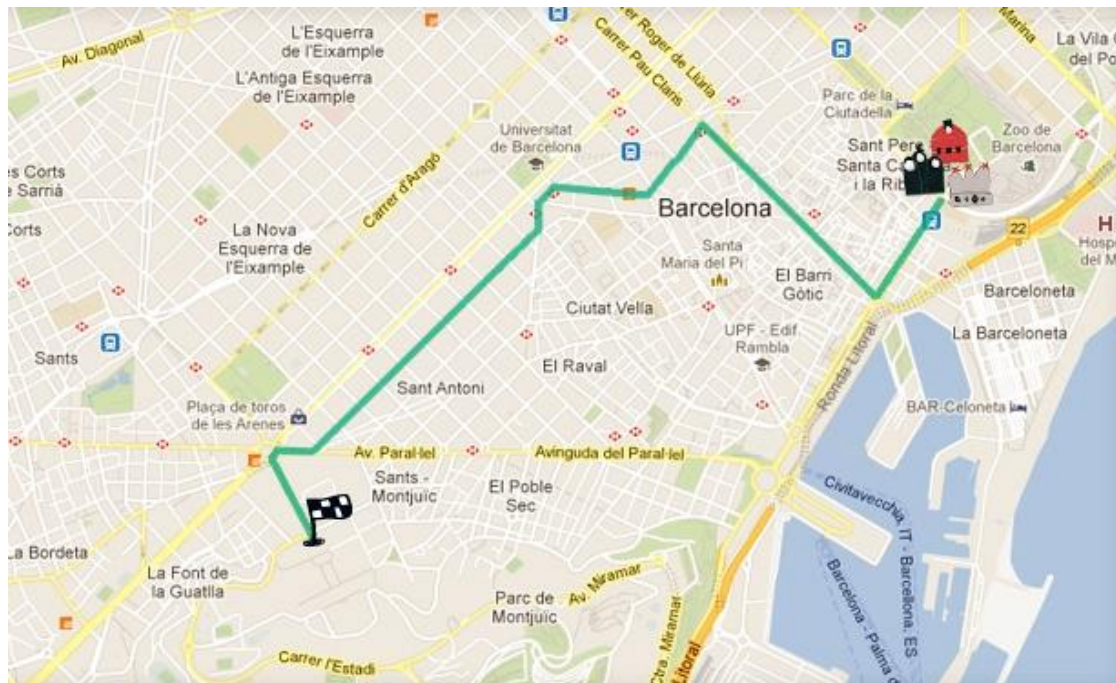 L'Esquerra
de l'Eixample
Av. Diagonal
L'Antiga Esquerra
de l'Eixample
Carrer Roger de Llúria
Carrer Pau Claris
Marina
La Vila
del Po
Parc de la
Ciutadella
Universitat
de Barcelona
Sant Pere
Santa Ca
i la Rib
Zoo de
Barcelona
es Corts
Sarrià
Corts
Carrer d'Aragó
La Nova
Esquerra de
l'Eixample
Barcelona
22
H
Hosp
del M
Santa
Maria del Pi
El Barri
Gòtic
Barceloneta
Ciutat Vella
UPF - Edif
Rambla
Ronda Litoral
La Barceloneta
Sants
El Raval
Sant Antoni
BAR-Celoneta
Plaça de toros
de les Arenes
Av. Paral·lel
Avinguda del Paral·lel
Sants -
Montjuïc
El Poble
Sec
Civitavecchia, IT - Barcellona, ES
La Bordeta
La Font de
la Guatlla
Av. Miramar
Parc de
Montjuïc
Barcelona - Palma d
Ctra. Miramar
Litoral
Carrer l'Estadi